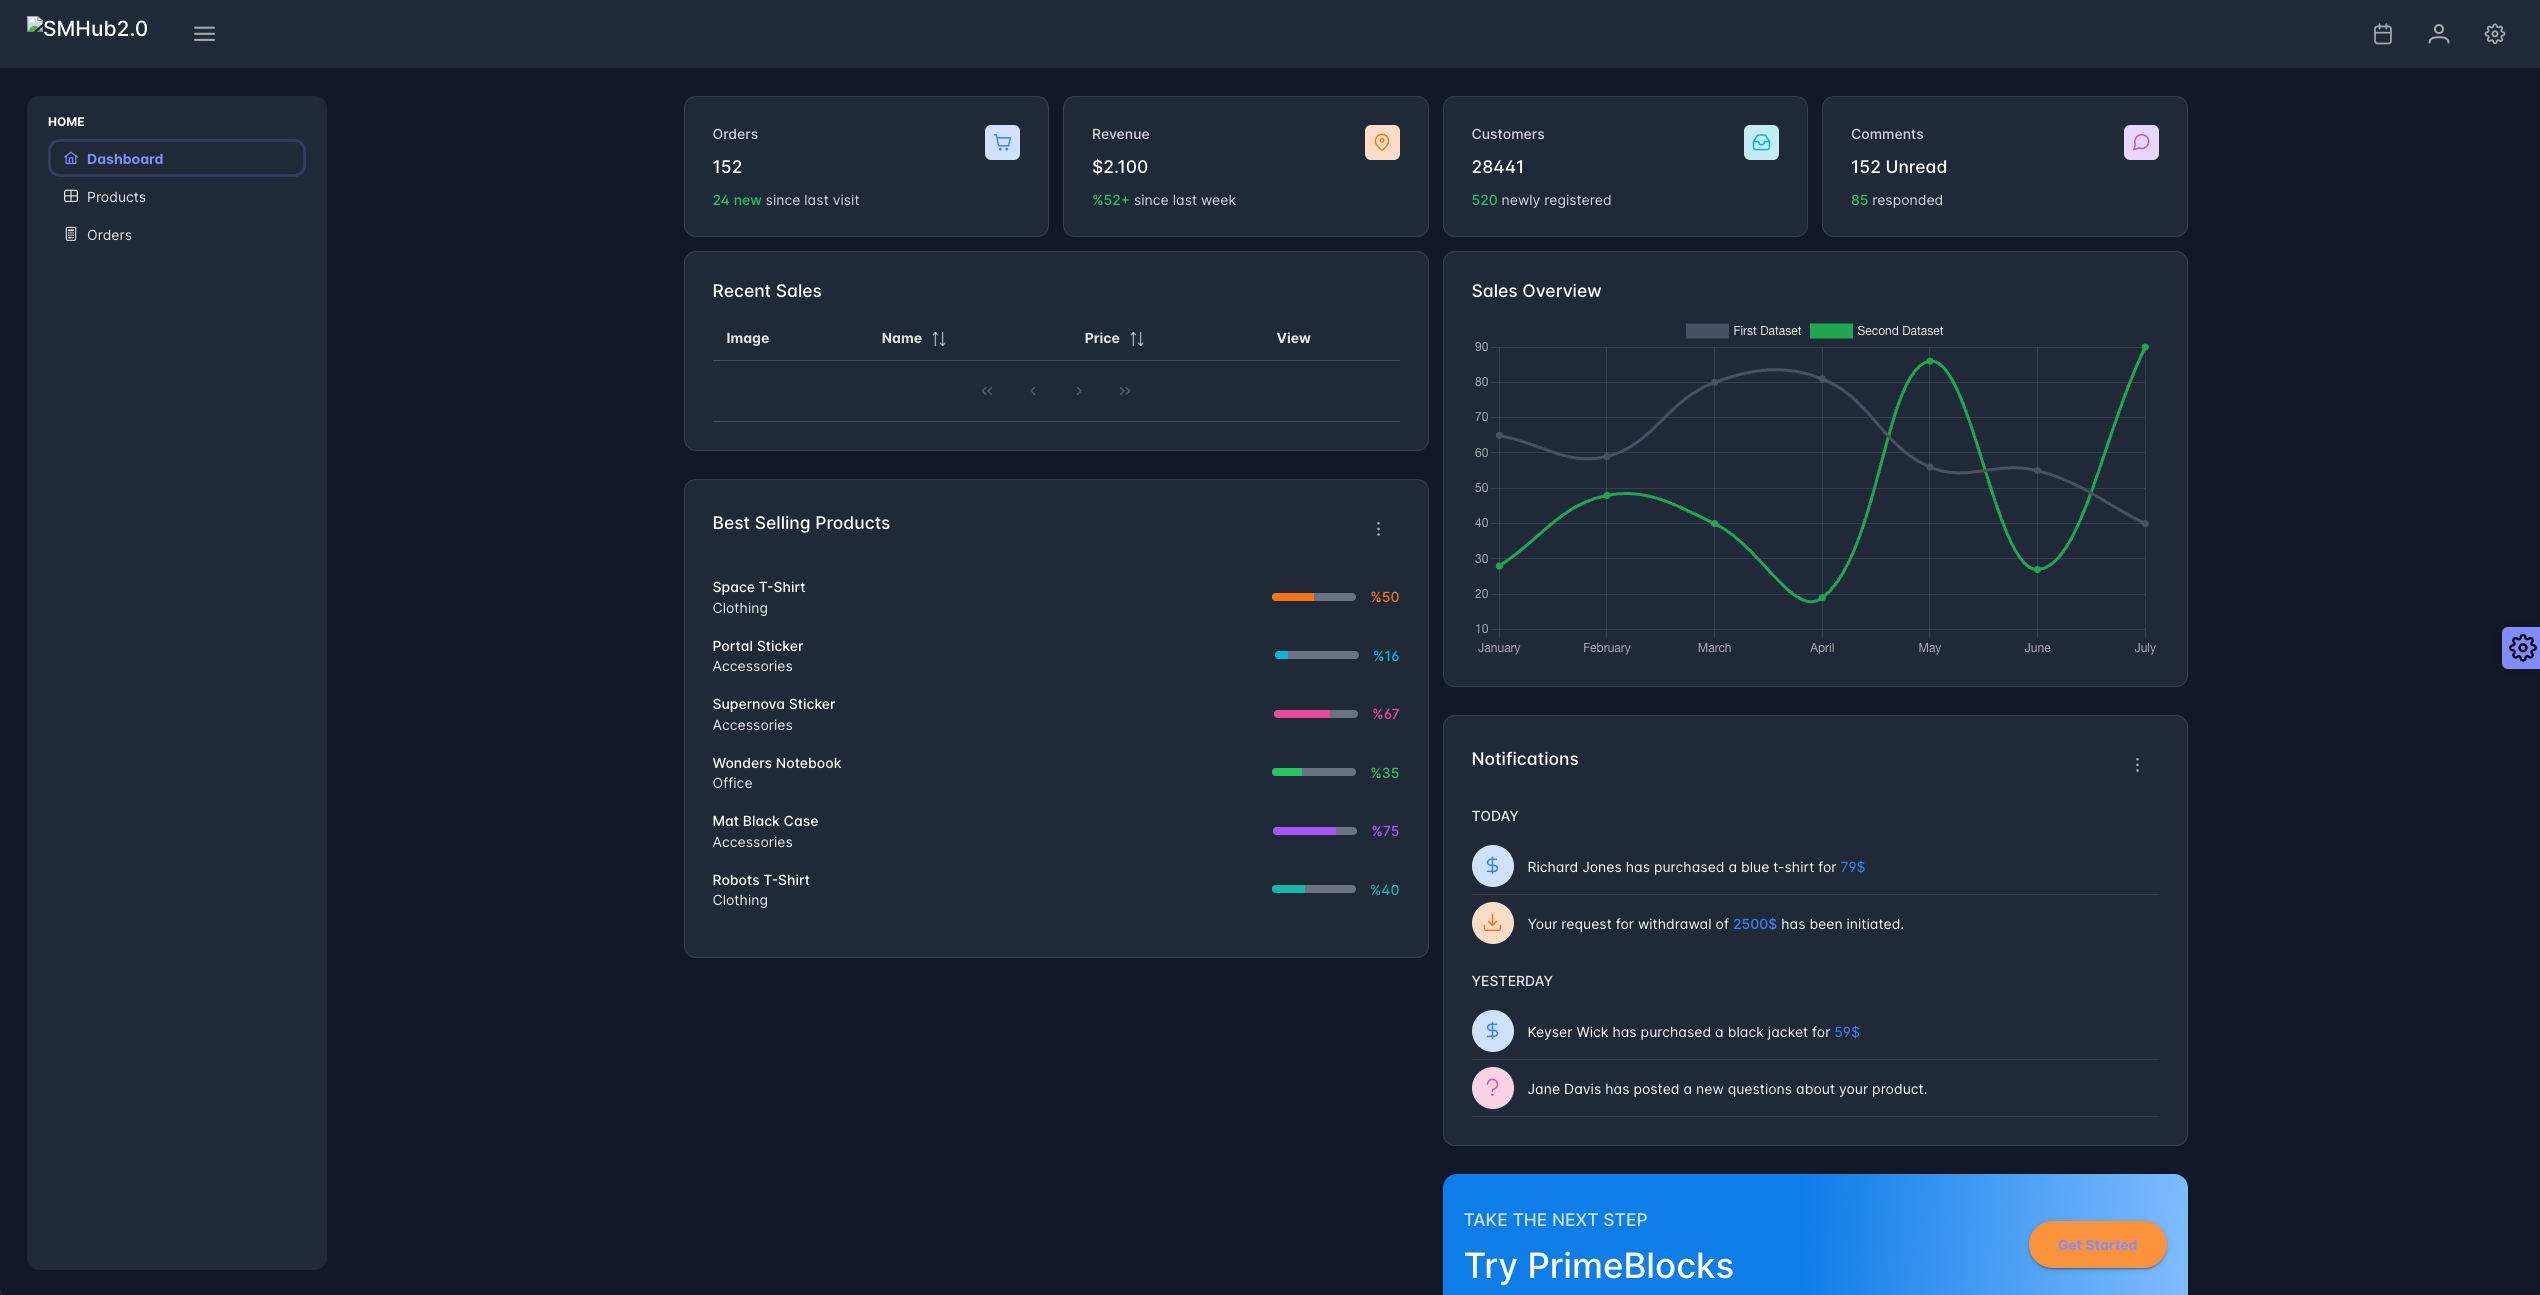 SMHub2.0
HOME
Dashboard
Products
Orders
Orders
152
24 new since last visit
Revenue
$2.100
%52+ since last week
Customers
28441
520 newly registered
Comments
152 Unread
85 responded
Recent Sales
Image Name Price View
Best Selling Products
Space T-Shirt
Clothing
%50
Portal Sticker
Accessories
%16
Supernova Sticker
Accessories
%67
Wonders Notebook
Office
%35
Mat Black Case
Accessories
%75
Robots T-Shirt
Clothing
%40
Sales Overview
First Dataset Second Dataset
90
80
70
60
50
40
30
20
10
January February March April May June July
Notifications
TODAY
Richard Jones has purchased a blue t-shirt for 79$
Your request for withdrawal of 2500$ has been initiated.
YESTERDAY
Keyser Wick has purchased a black jacket for 59$
Jane Davis has posted a new questions about your product.
TAKE THE NEXT STEP
Try PrimeBlocks
Get Started